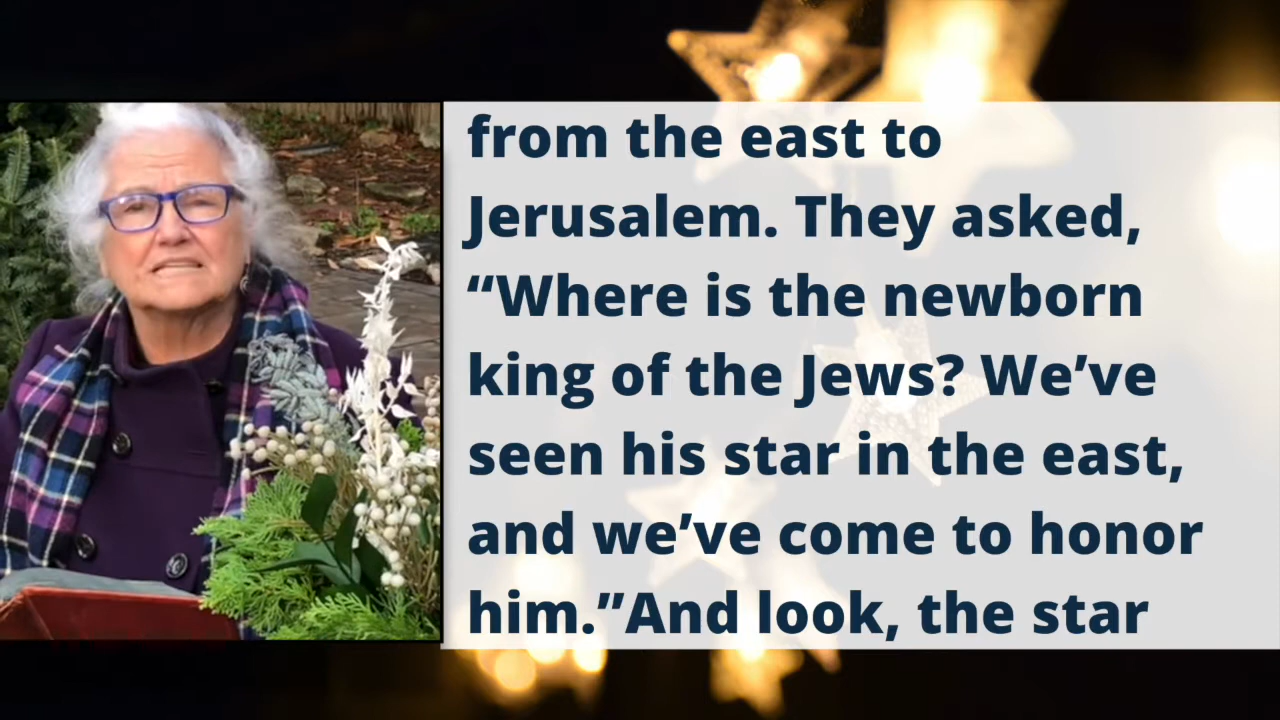 from the east to
Jerusalem. They asked,
“Where is the newborn
king of the Jews? We’ve
seen his star in the east,
and we’ve come to honor
him.”And look, the star